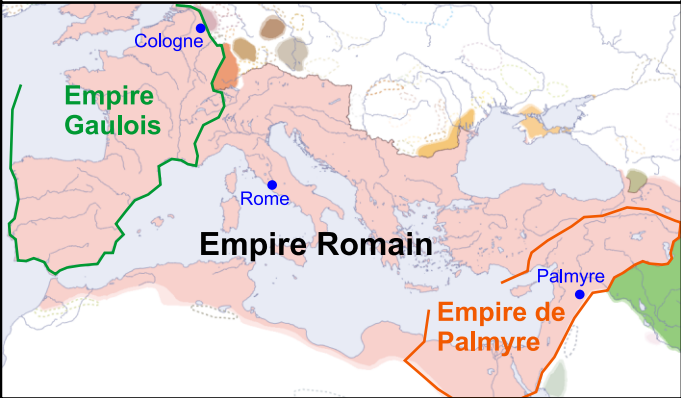 Cologne
Empire
Gaulois
Rome
Empire Romain
Palmyre
Empire de
Palmyre